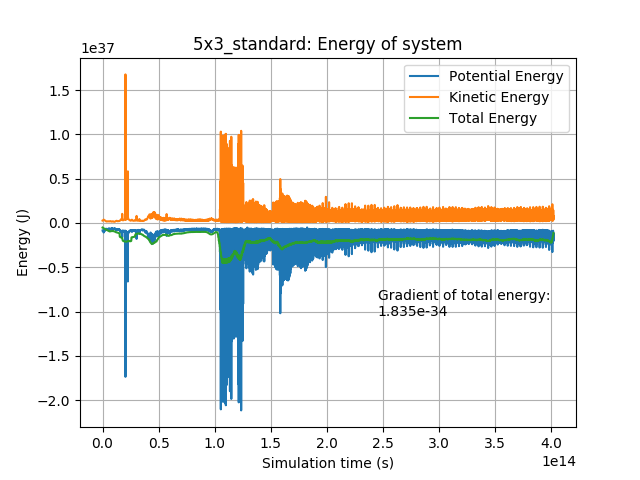 5x3_standard: Energy of system
1e37
Potential Energy
Kinetic Energy
Total Energy
1.5
1.0
0.5
0.0
−0.5
−1.0
−1.5
−2.0
Energy (J)
Gradient of total energy:
1.835e-34
0.0 0.5 1.0 1.5 2.0 2.5 3.0 3.5 4.0
Simulation time (s)
1e14